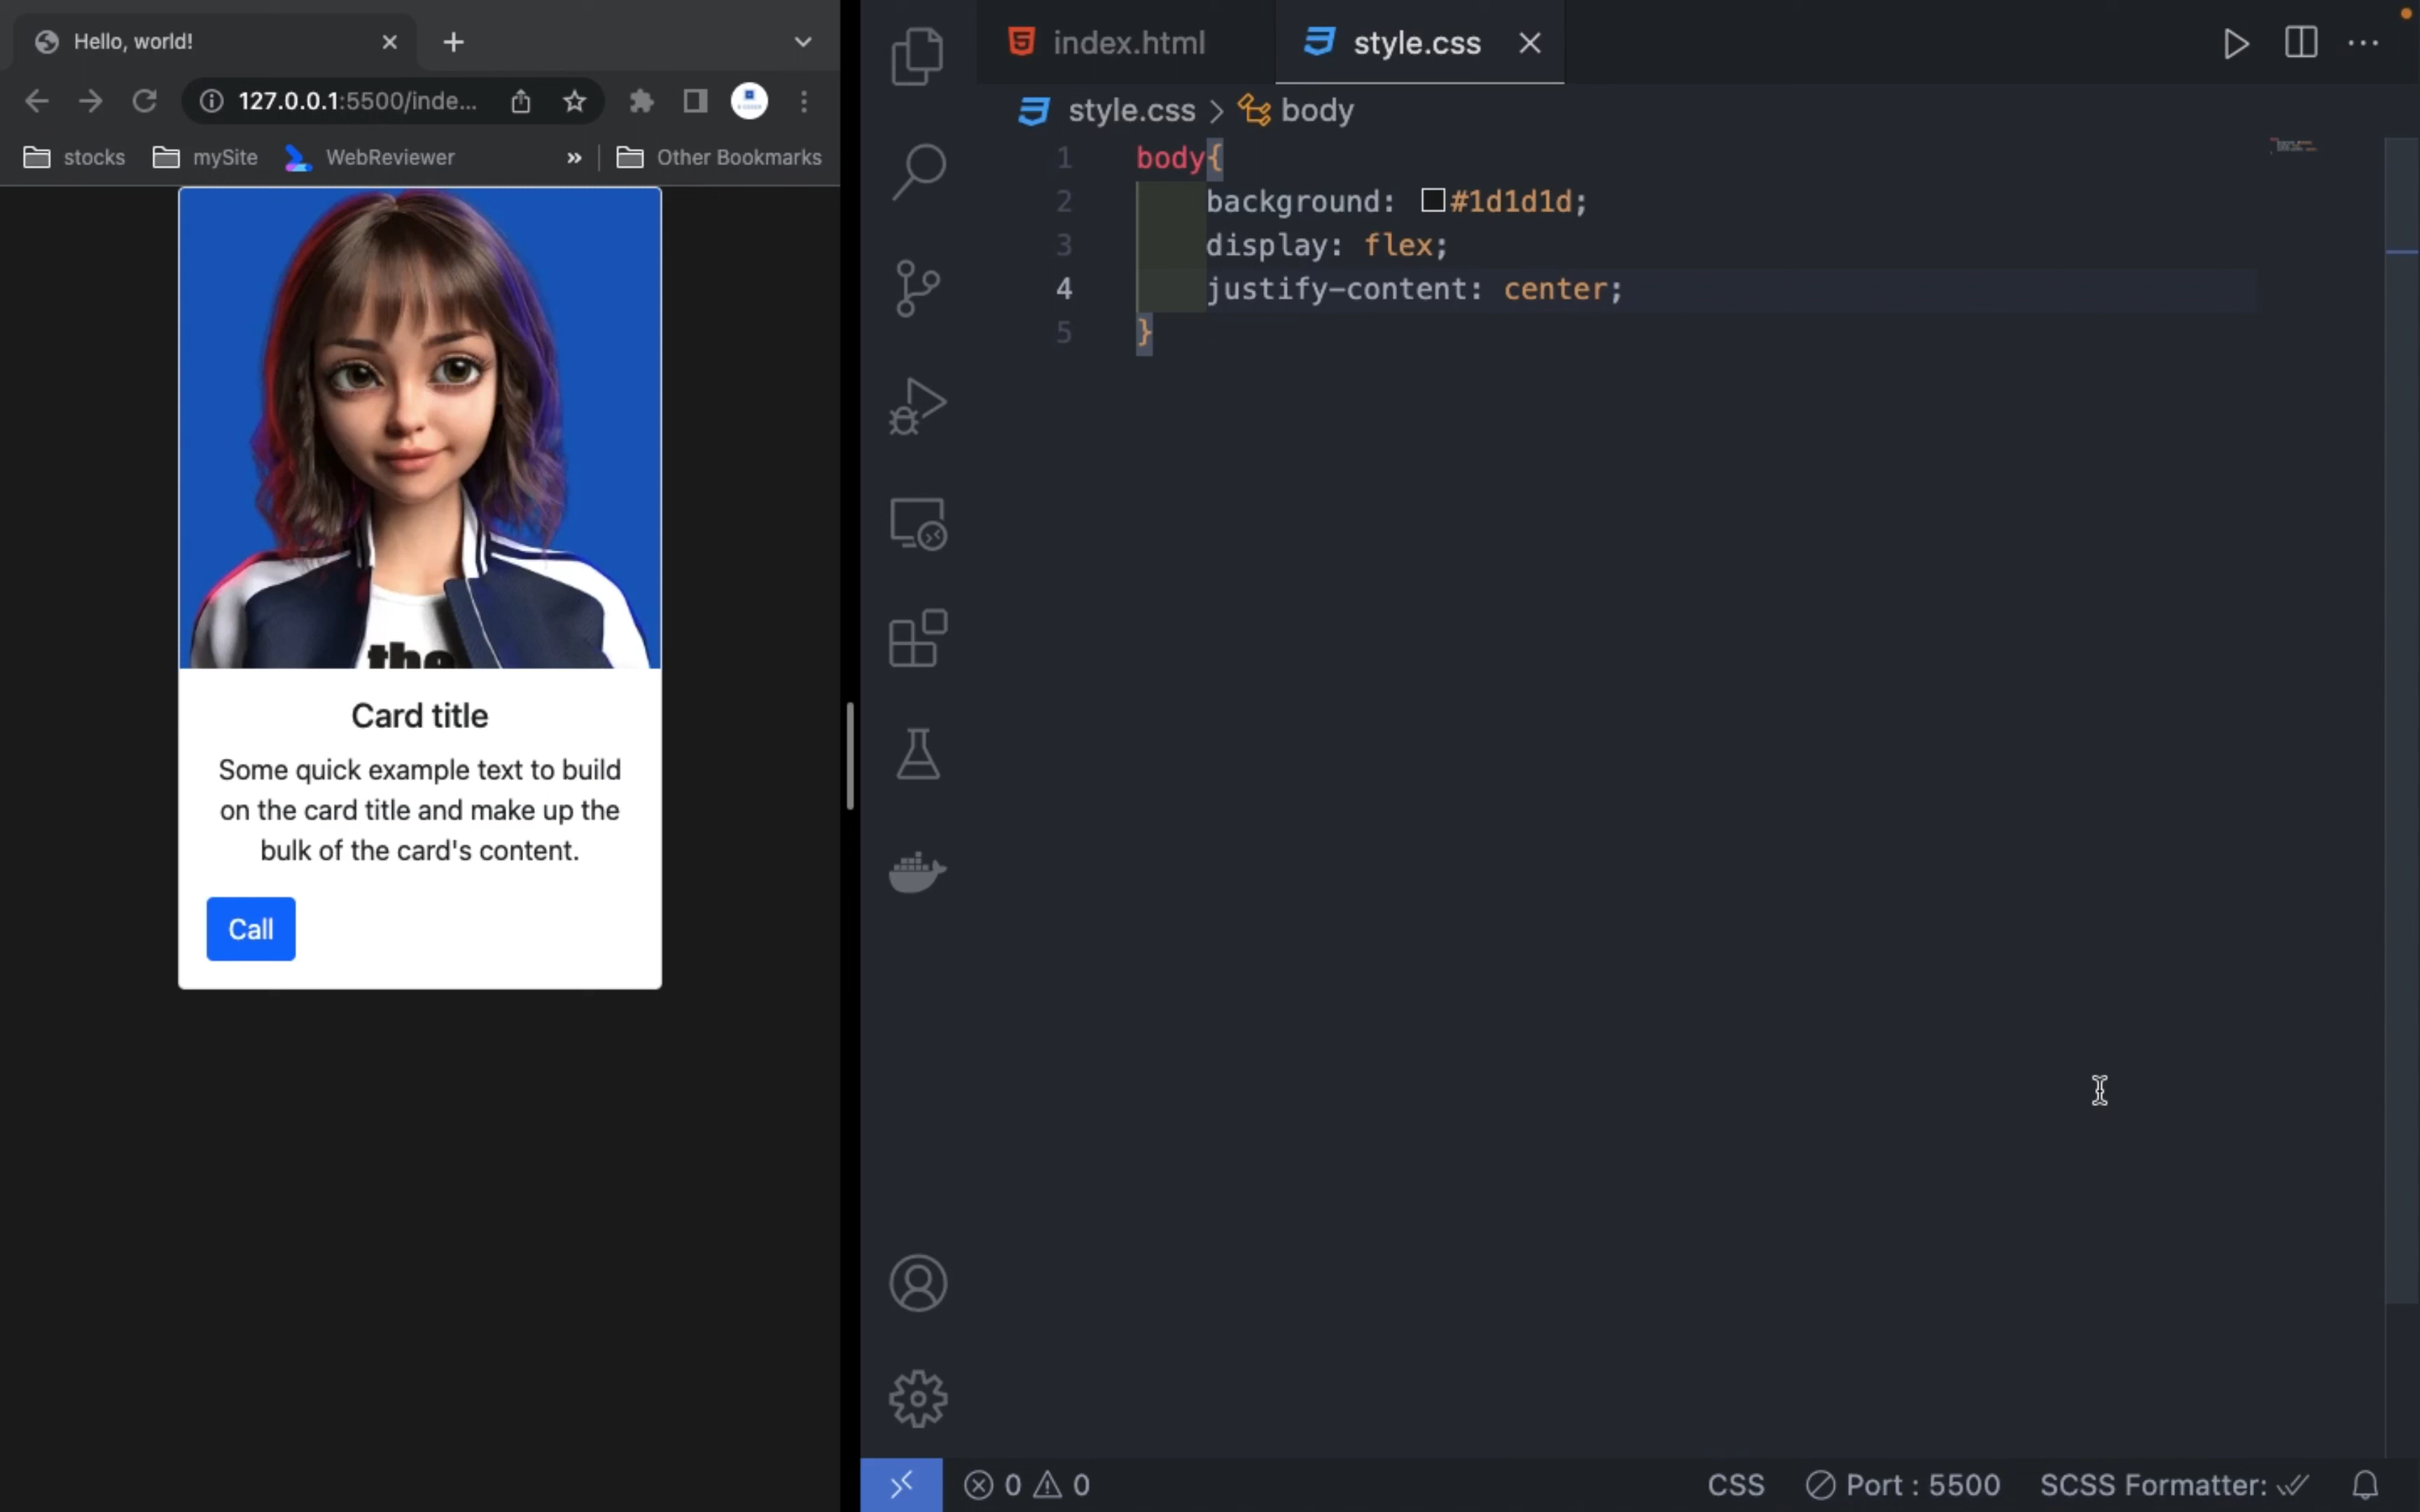 Hello, world!
127.0.0.1:5500/inde...
stocks mySite WebReviewer » Other Bookmarks
the
Card title
Some quick example text to build
on the card title and make up the
bulk of the card's content.
Call
index.html style.css
style.css > body
1 body{
2 background: #1d1d1d;
3 display: flex;
4 justify-content: center;
5 }
0 0 CSS Port : 5500 SCSS Formatter: